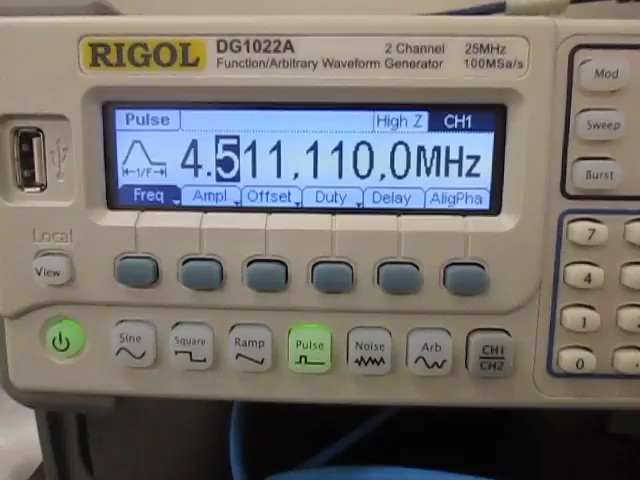 RIGOL
DG1022A 2 Channel 25MHz
Function/Arbitrary Waveform Generator 100MSa/s
Pulse High Z CH1
4.511,110,0MHz
1/F
Freq Ampl Offset Duty Delay AligPha
Local
View
Sine Square Ramp Pulse Noise Arb CH1
CH2
Mod
Sweep
Burst
7
4
1
0 .